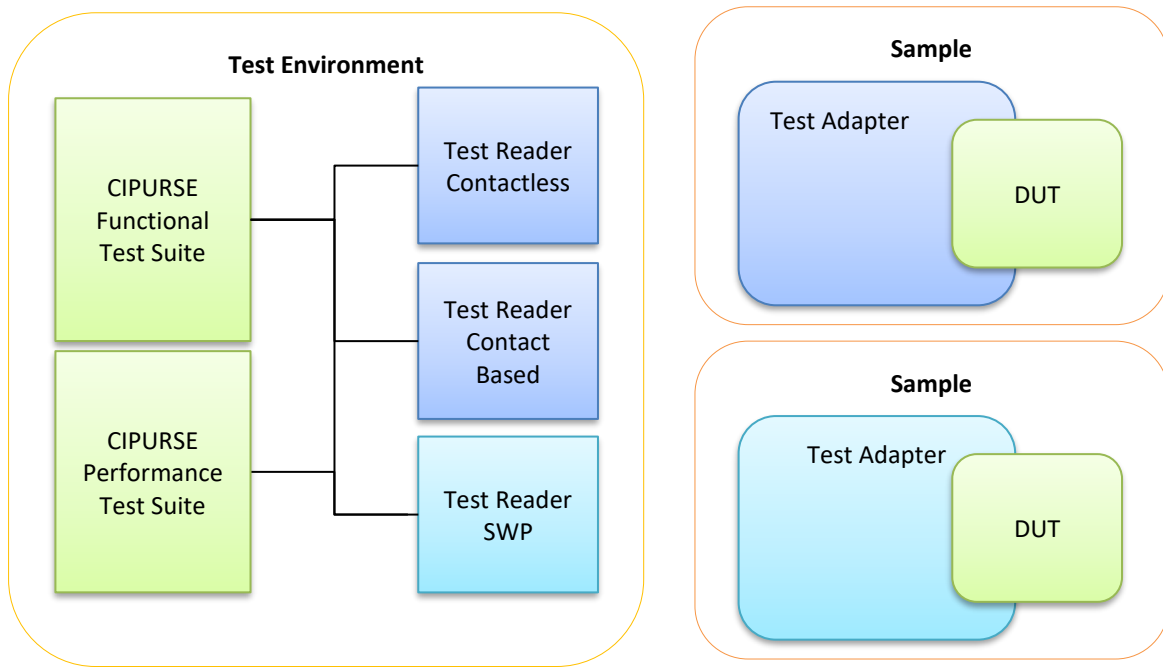 Test Environment
CIPURSE
Functional
Test Suite
CIPURSE
Performance
Test Suite
Test Reader
Contactless
Test Reader
Contact
Based
Test Reader
SWP
Sample
Test Adapter
DUT
Sample
Test Adapter
DUT